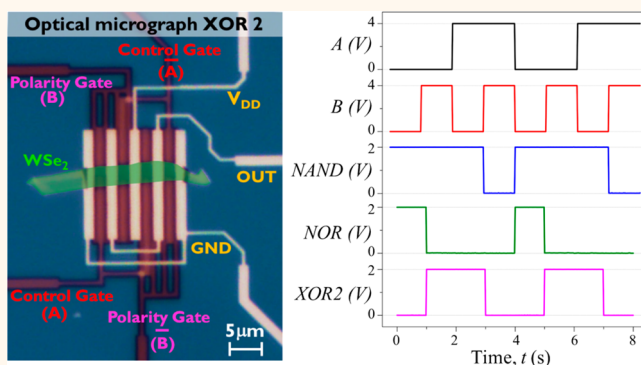 Optical micrograph XOR 2
Control Gate
(A̅)
Polarity Gate
(B)
V_DD
WSe₂
OUT
GND
Control Gate
(A)
Polarity Gate
(B̅)
5μm
A (V)
4
0
B (V)
4
0
NAND (V)
2
0
NOR (V)
2
0
XOR2 (V)
2
0
0 2 4 6 8
Time, t (s)